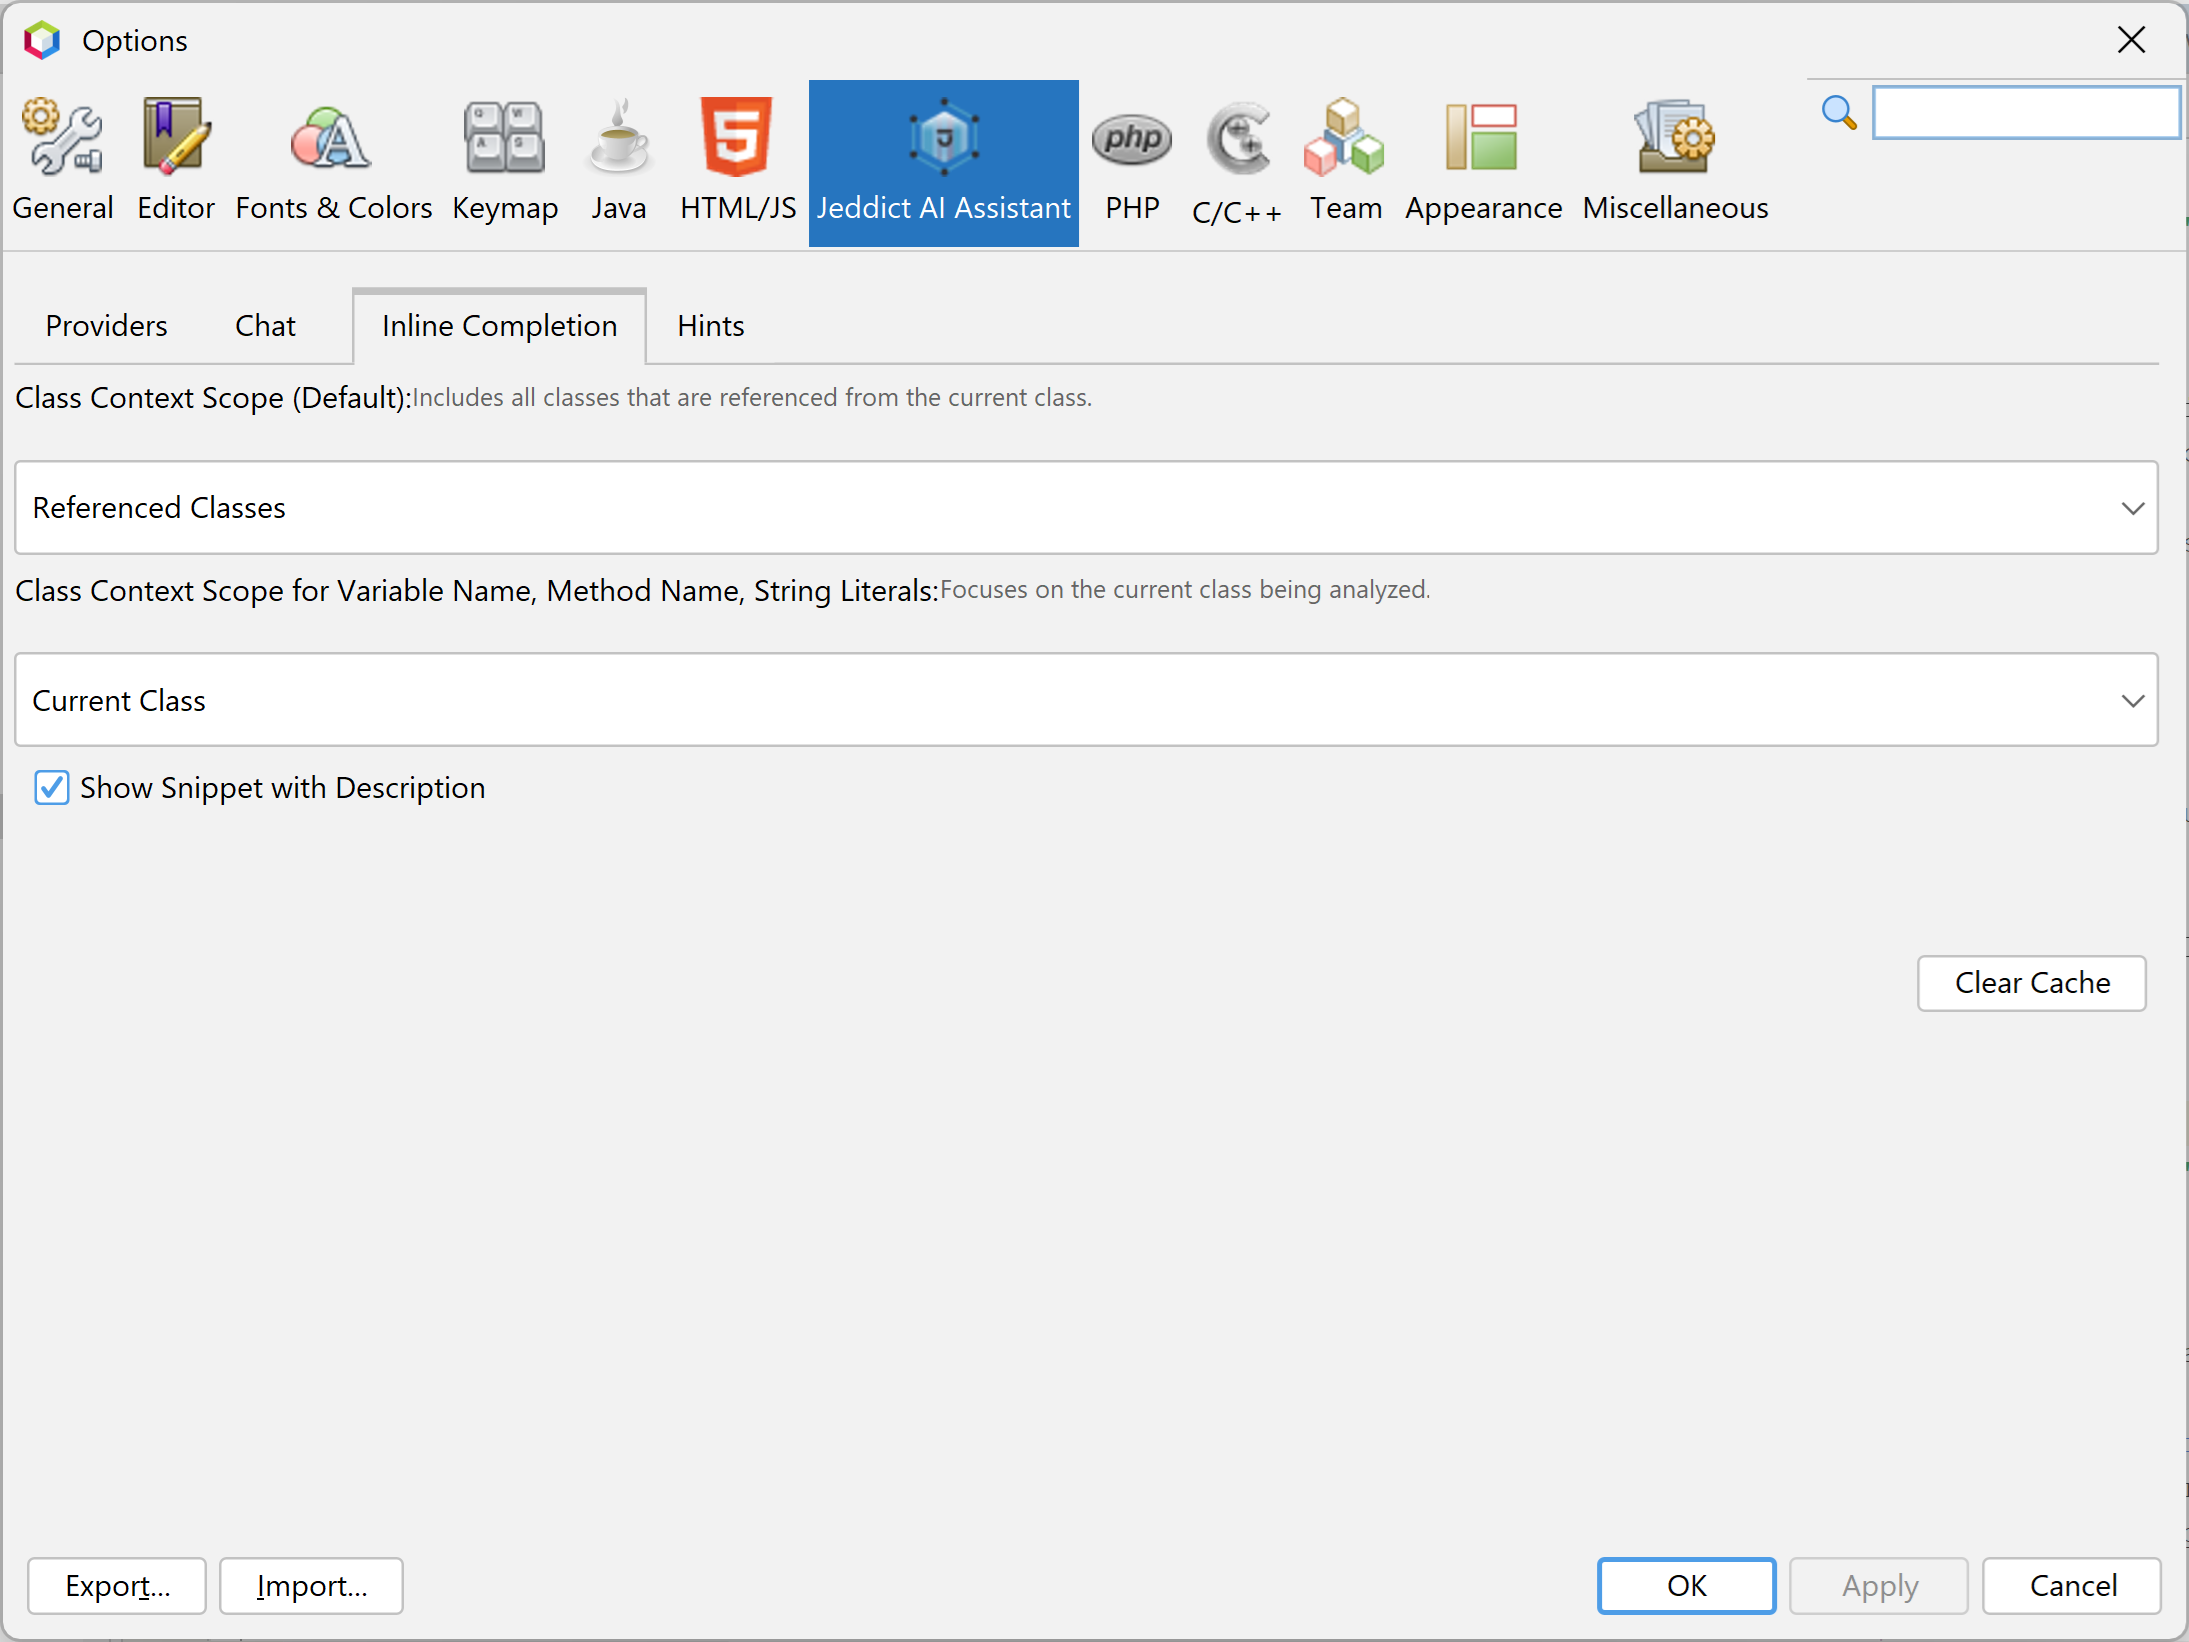 Options
General Editor Fonts & Colors Keymap Java HTML/JS Jeddict AI Assistant PHP C/C++ Team Appearance Miscellaneous
Providers Chat Inline Completion Hints
Class Context Scope (Default):Includes all classes that are referenced from the current class.
Referenced Classes
Class Context Scope for Variable Name, Method Name, String Literals:Focuses on the current class being analyzed.
Current Class
Show Snippet with Description
Clear Cache
Export... Import... OK Apply Cancel